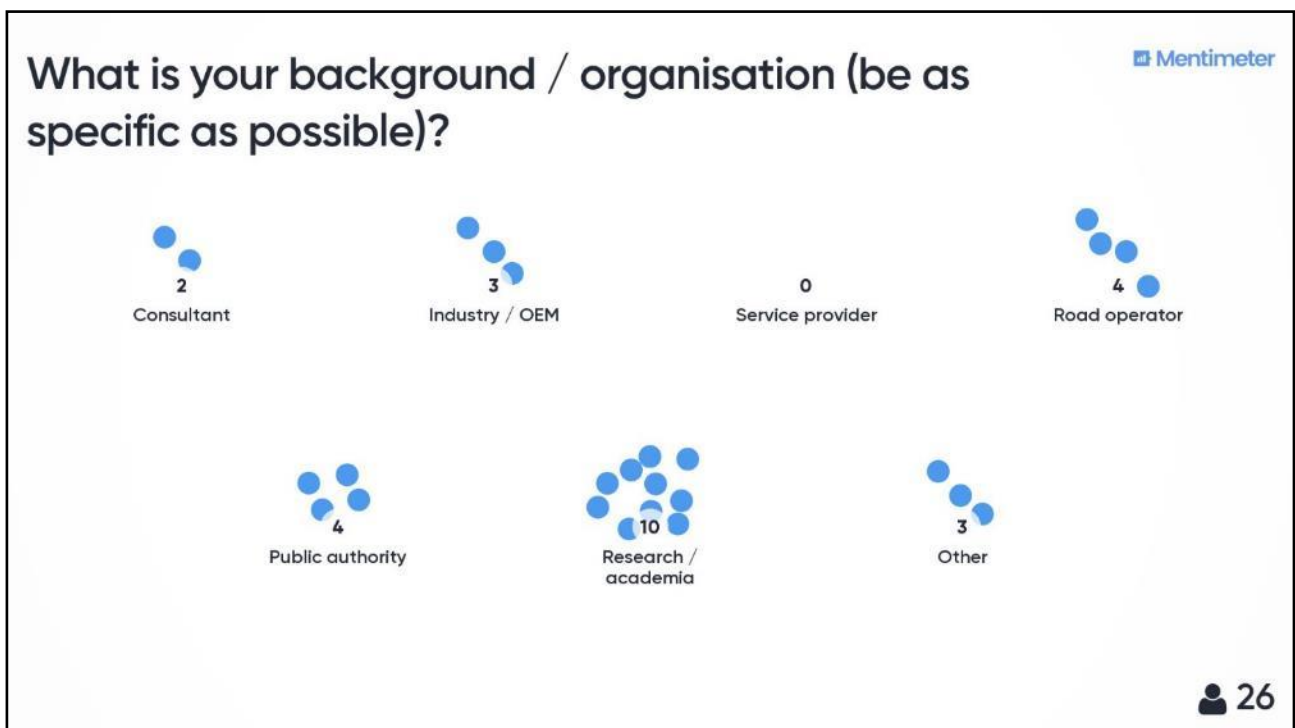 What is your background / organisation (be as
specific as possible)?
Mentimeter
2
Consultant
3
Industry / OEM
0
Service provider
4
Road operator
4
Public authority
10
Research /
academia
3
Other
26